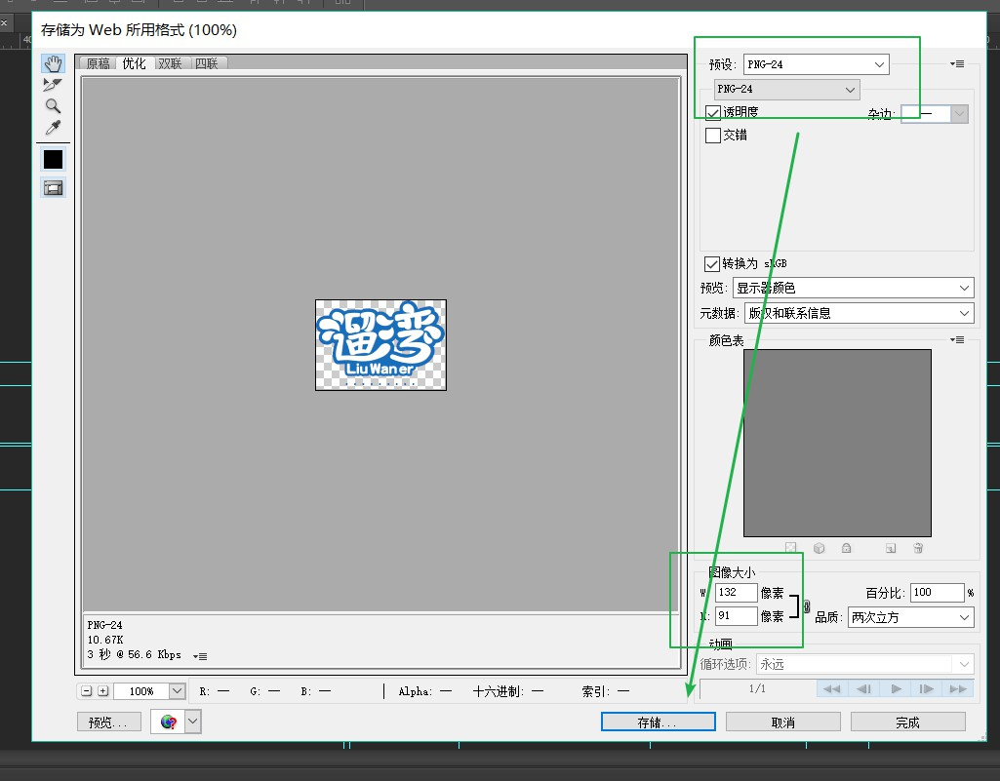 存储为 Web 所用格式 (100%)
原稿 优化 双联 四联
预设: PNG-24
PNG-24
透明度 杂边: —
交错
转换为 sRGB
预览: 显示器颜色
元数据: 版权和联系信息
颜色表
遛弯
Liu Wan er
图像大小
W: 132 像素 百分比: 100 %
H: 91 像素 品质: 两次立方
动画
循环选项: 永远
1/1
PNG-24
10.67K
3 秒 @ 56.6 Kbps
100% R: — G: — B: — Alpha: — 十六进制: — 索引: —
预览... 存储... 取消 完成